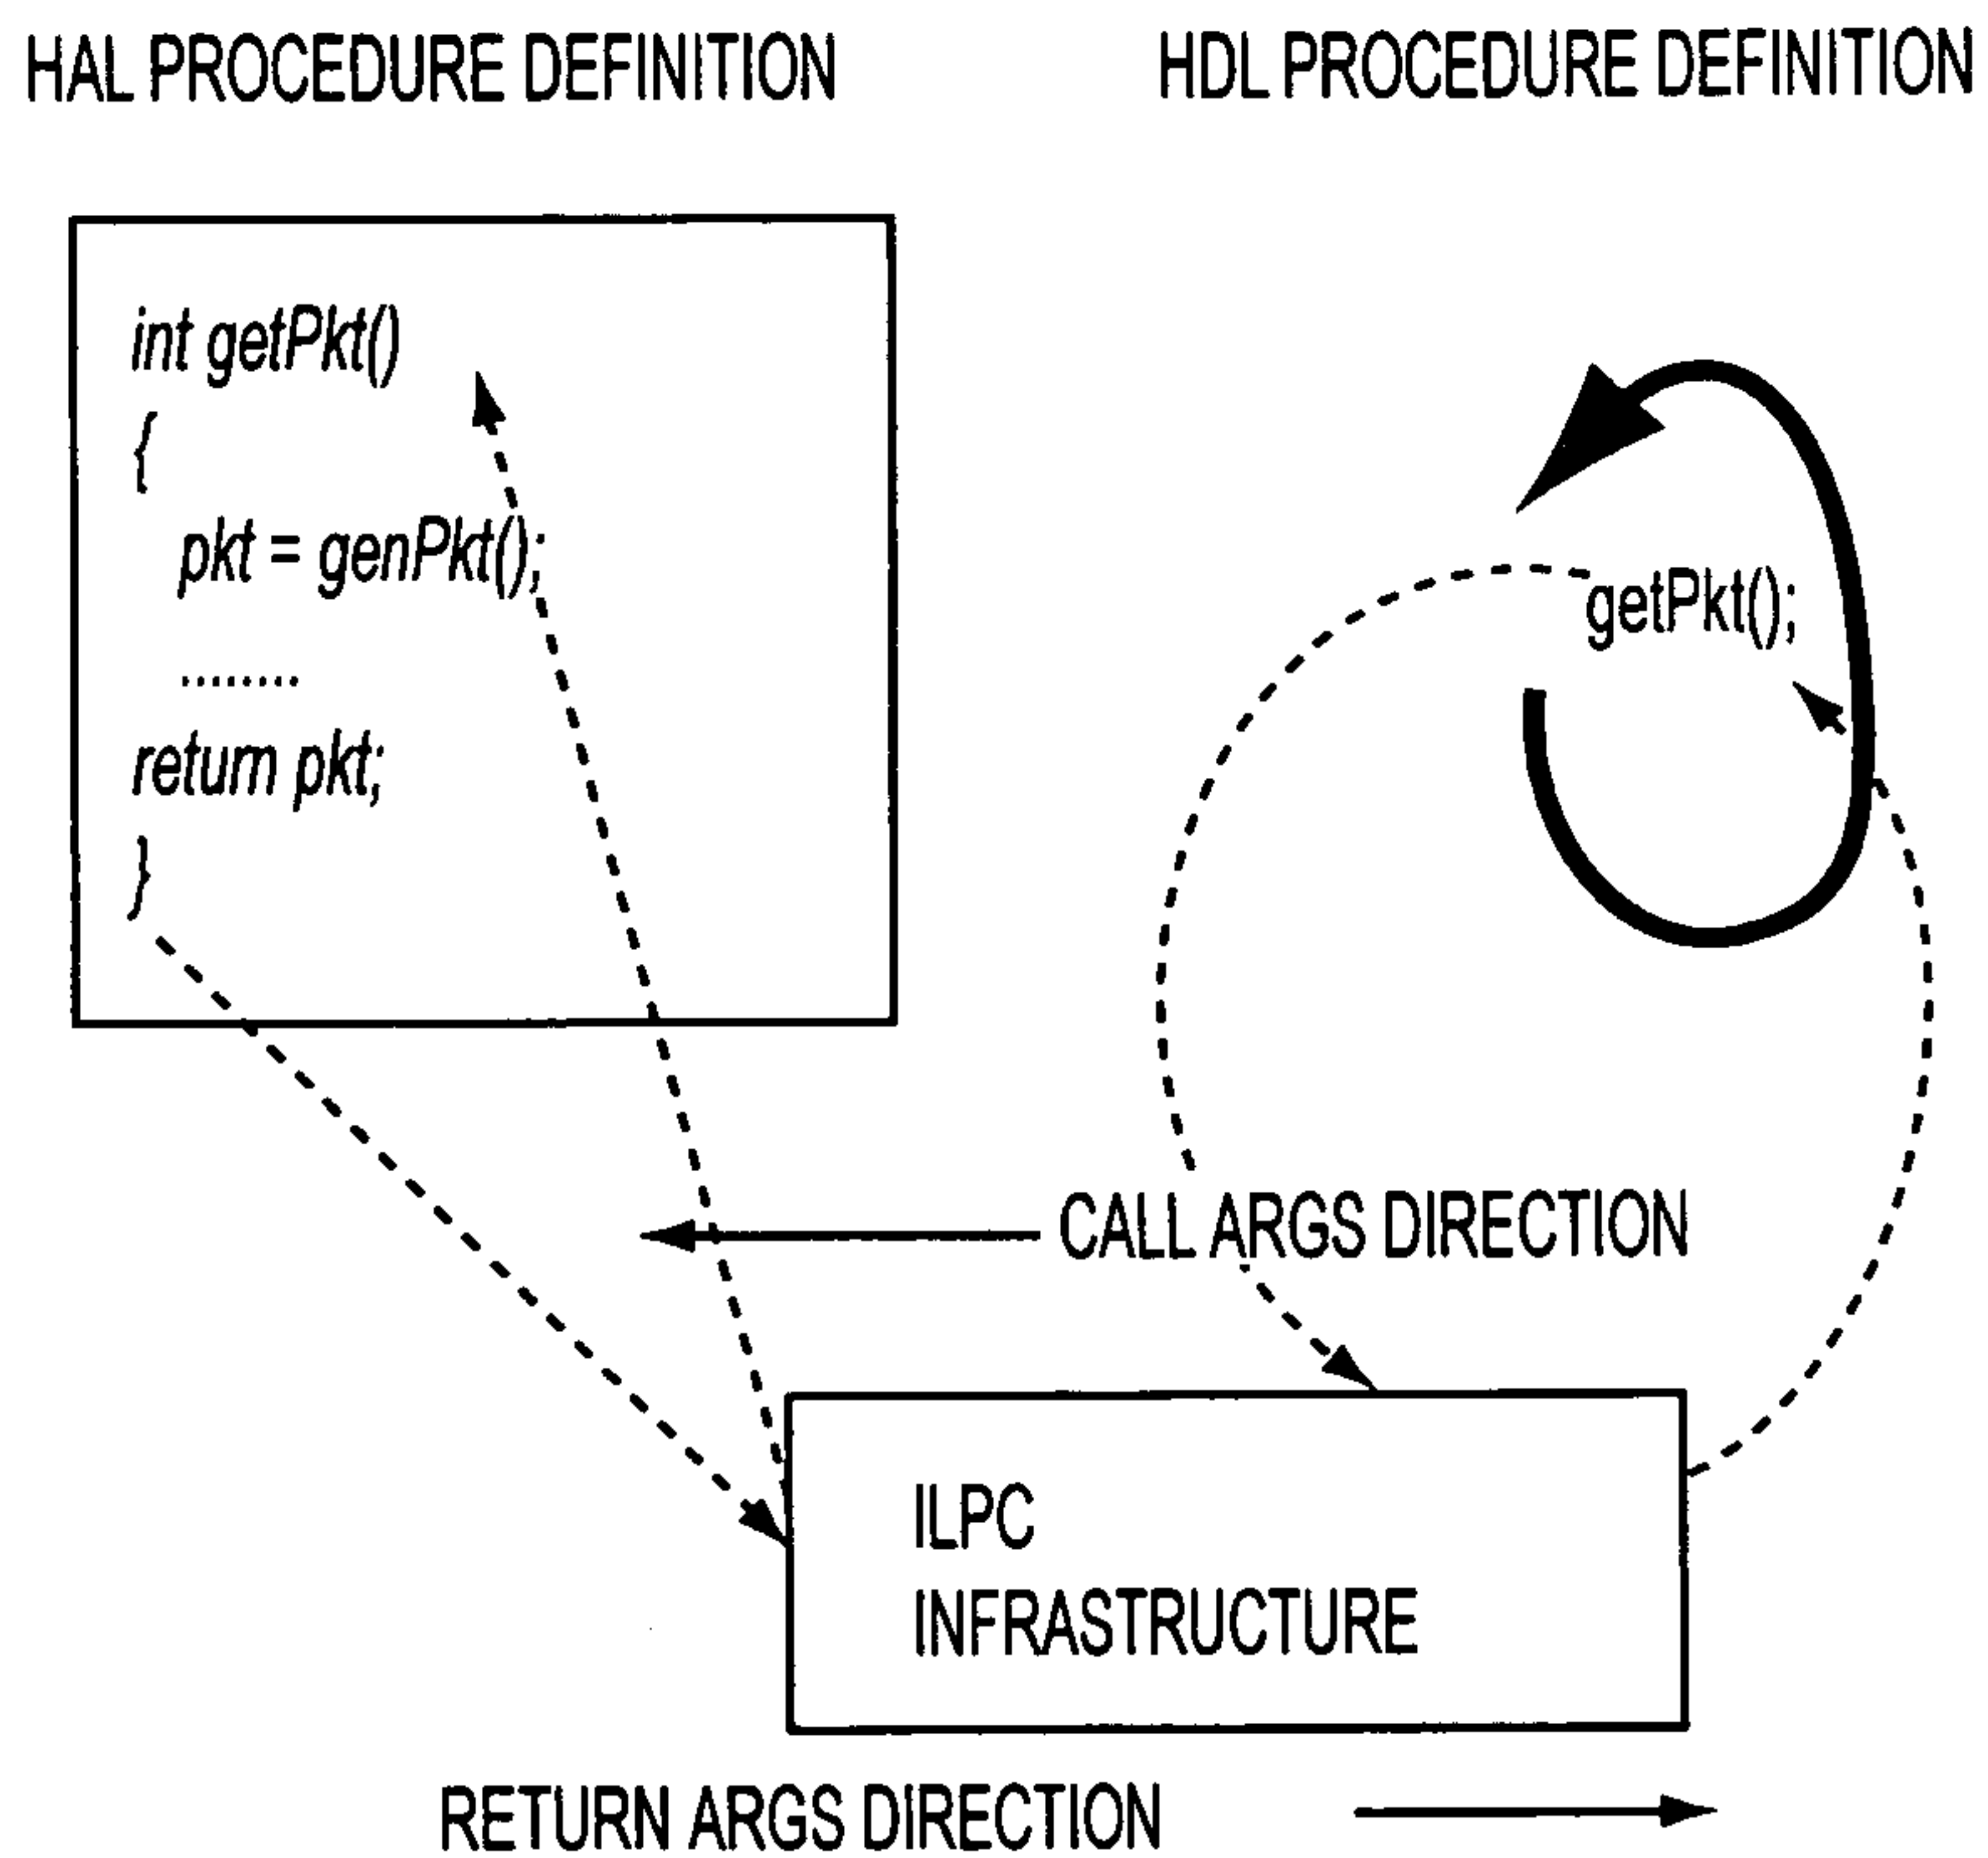 HAL PROCEDURE DEFINITION
HDL PROCEDURE DEFINITION
int getPkt()
{
pkt = genPkt();
........
return pkt;
}
getPkt();
CALL ARGS DIRECTION
ILPC
INFRASTRUCTURE
RETURN ARGS DIRECTION